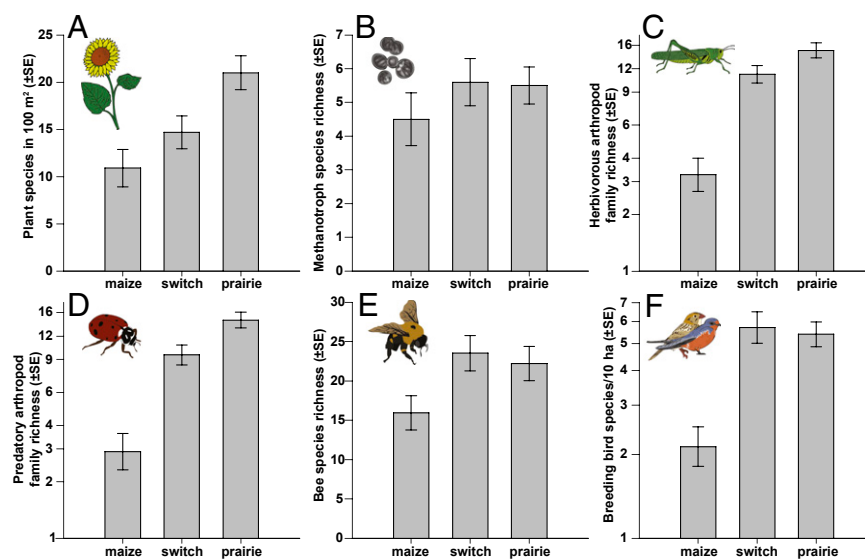 A
Plant species in 100 m² (±SE)
25
20
15
10
5
0
maize switch prairie
B
Methanotroph species richness (±SE)
7
6
5
4
3
2
1
0
maize switch prairie
C
Herbivorous arthropod
family richness (±SE)
16
12
9
6
4
3
2
1
maize switch prairie
D
Predatory arthropod
family richness (±SE)
16
12
9
6
4
3
2
1
maize switch prairie
E
Bee species richness (±SE)
30
25
20
15
10
5
0
maize switch prairie
F
Breeding bird species/10 ha (±SE)
7
6
5
4
3
2
1
maize switch prairie